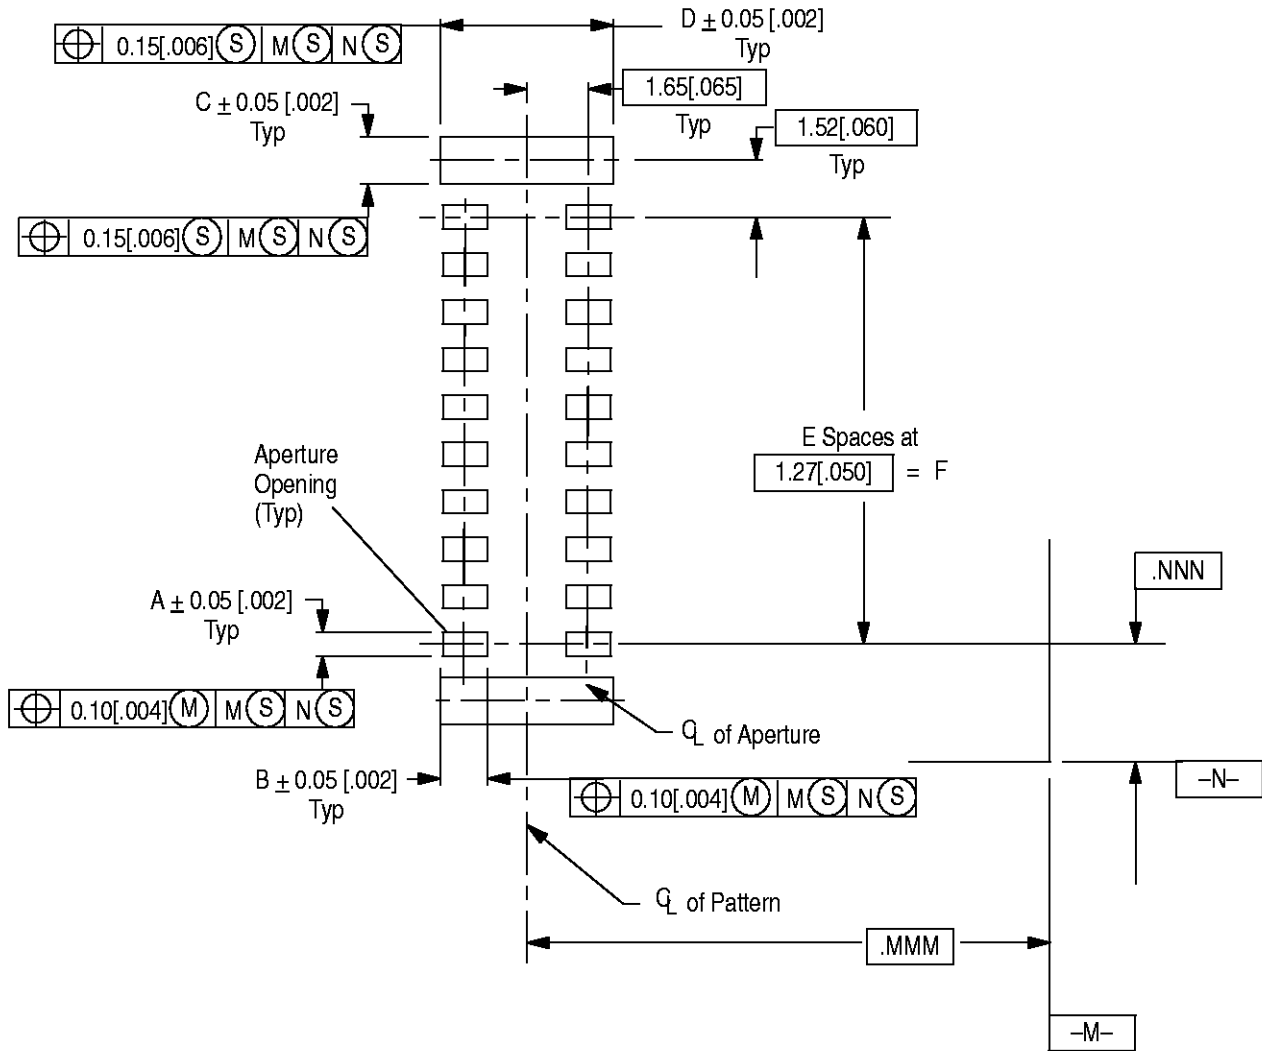 D ± 0.05 [.002]
Typ
0.15[.006] S M S N S
1.65[.065]
Typ
C ± 0.05 [.002]
Typ
1.52[.060]
Typ
0.15[.006] S M S N S
E Spaces at
1.27[.050] = F
Aperture
Opening
(Typ)
.NNN
A ± 0.05 [.002]
Typ
0.10[.004] M M S N S
CL of Aperture
B ± 0.05 [.002]
Typ
0.10[.004] M M S N S
–N–
CL of Pattern
.MMM
–M–